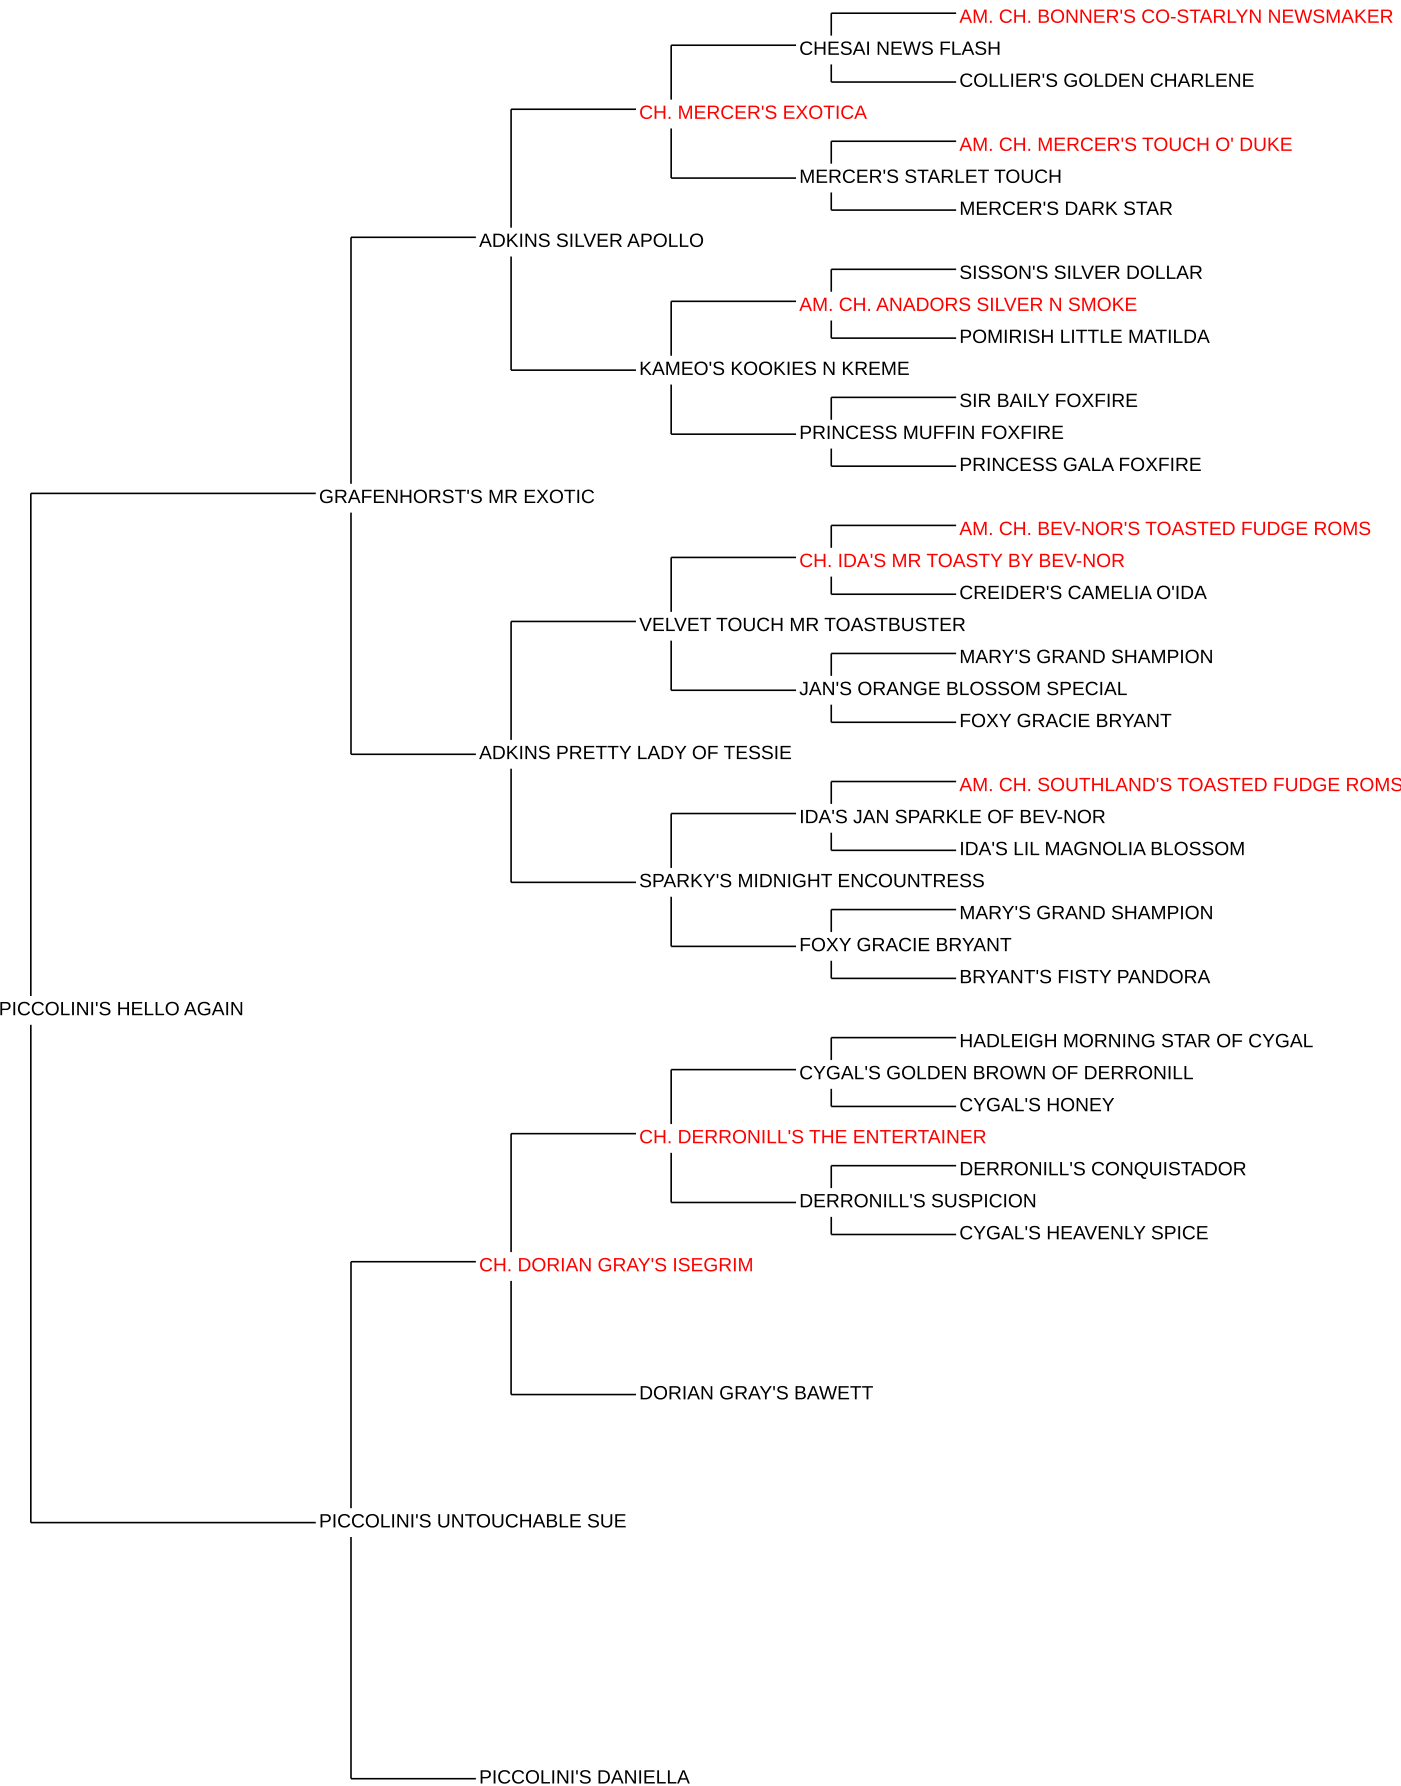 AM. CH. BONNER'S CO-STARLYN NEWSMAKER
CHESAI NEWS FLASH
COLLIER'S GOLDEN CHARLENE
CH. MERCER'S EXOTICA
AM. CH. MERCER'S TOUCH O' DUKE
MERCER'S STARLET TOUCH
MERCER'S DARK STAR
ADKINS SILVER APOLLO
SISSON'S SILVER DOLLAR
AM. CH. ANADORS SILVER N SMOKE
POMIRISH LITTLE MATILDA
KAMEO'S KOOKIES N KREME
SIR BAILY FOXFIRE
PRINCESS MUFFIN FOXFIRE
PRINCESS GALA FOXFIRE
GRAFENHORST'S MR EXOTIC
AM. CH. BEV-NOR'S TOASTED FUDGE ROMS
CH. IDA'S MR TOASTY BY BEV-NOR
CREIDER'S CAMELIA O'IDA
VELVET TOUCH MR TOASTBUSTER
MARY'S GRAND SHAMPION
JAN'S ORANGE BLOSSOM SPECIAL
FOXY GRACIE BRYANT
ADKINS PRETTY LADY OF TESSIE
AM. CH. SOUTHLAND'S TOASTED FUDGE ROMS
IDA'S JAN SPARKLE OF BEV-NOR
IDA'S LIL MAGNOLIA BLOSSOM
SPARKY'S MIDNIGHT ENCOUNTRESS
MARY'S GRAND SHAMPION
FOXY GRACIE BRYANT
BRYANT'S FISTY PANDORA
PICCOLINI'S HELLO AGAIN
HADLEIGH MORNING STAR OF CYGAL
CYGAL'S GOLDEN BROWN OF DERRONILL
CYGAL'S HONEY
CH. DERRONILL'S THE ENTERTAINER
DERRONILL'S CONQUISTADOR
DERRONILL'S SUSPICION
CYGAL'S HEAVENLY SPICE
CH. DORIAN GRAY'S ISEGRIM
DORIAN GRAY'S BAWETT
PICCOLINI'S UNTOUCHABLE SUE
PICCOLINI'S DANIELLA